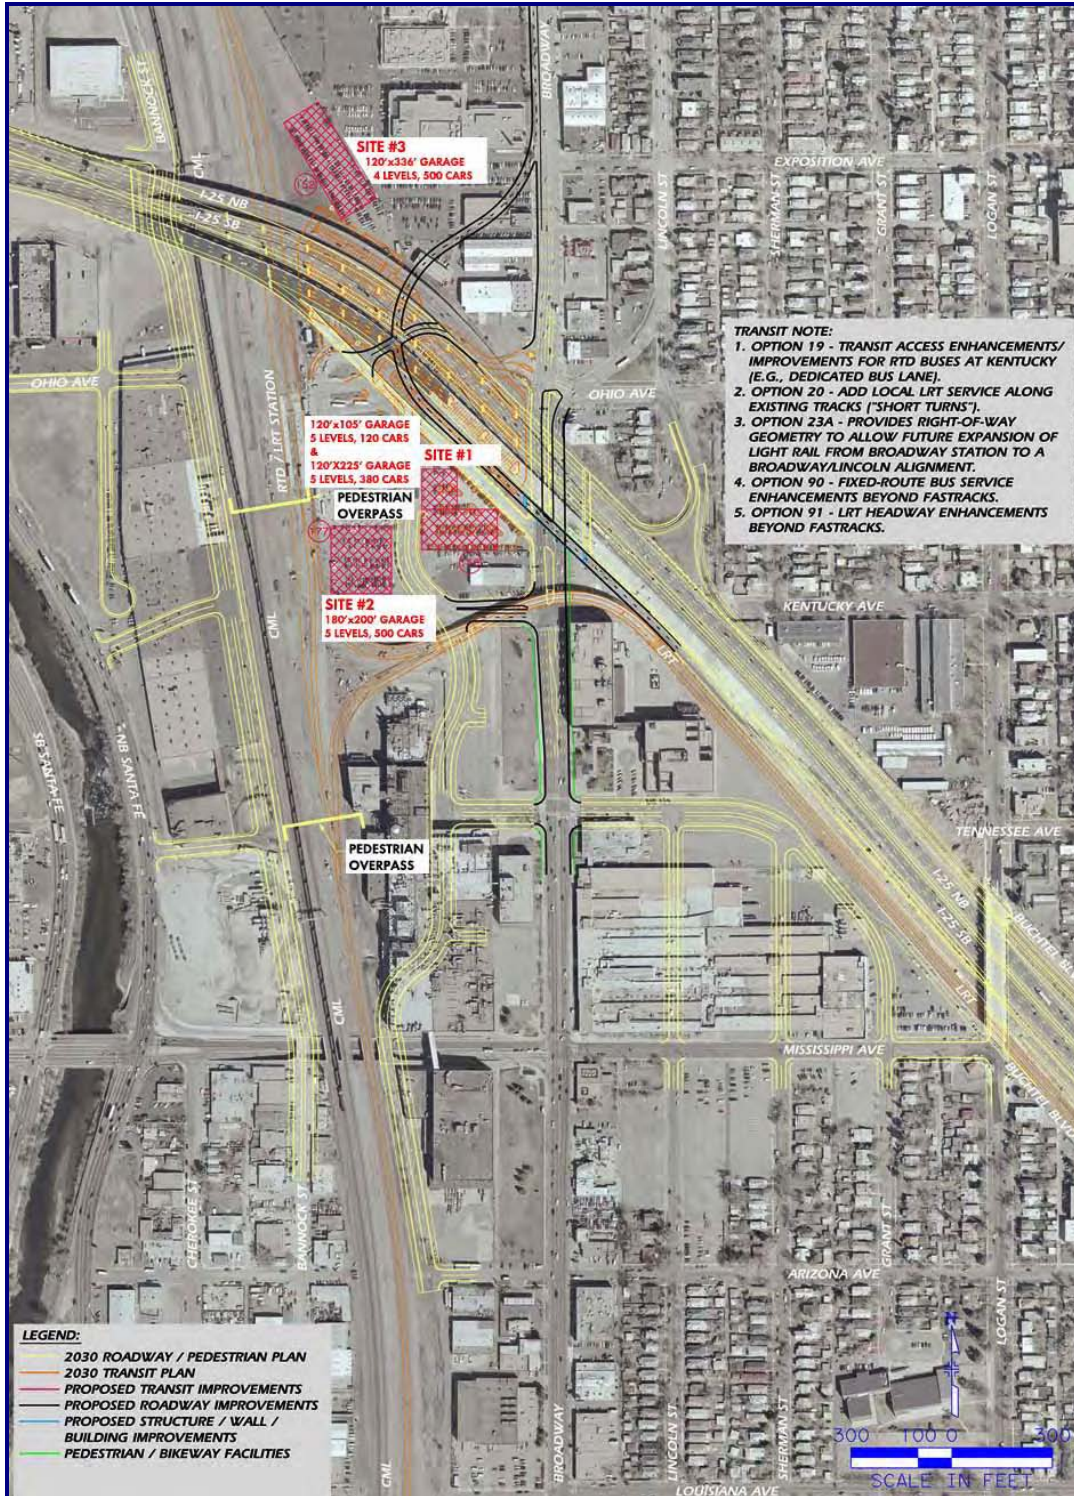 BROADWAY
BANNOCK ST
CML
SITE #3
120'x336' GARAGE
4 LEVELS, 500 CARS
EXPOSITION AVE
LINCOLN ST
SHERMAN ST
GRANT ST
LOGAN ST
I-25 NB
I-25 SB
TRANSIT NOTE:
1. OPTION 19 - TRANSIT ACCESS ENHANCEMENTS/
IMPROVEMENTS FOR RTD BUSES AT KENTUCKY
(E.G., DEDICATED BUS LANE).
2. OPTION 20 - ADD LOCAL LRT SERVICE ALONG
EXISTING TRACKS ("SHORT TURNS").
3. OPTION 23A - PROVIDES RIGHT-OF-WAY
GEOMETRY TO ALLOW FUTURE EXPANSION OF
LIGHT RAIL FROM BROADWAY STATION TO A
BROADWAY/LINCOLN ALIGNMENT.
4. OPTION 90 - FIXED-ROUTE BUS SERVICE
ENHANCEMENTS BEYOND FASTRACKS.
5. OPTION 91 - LRT HEADWAY ENHANCEMENTS
BEYOND FASTRACKS.
OHIO AVE
OHIO AVE
RTD / LRT STATION
120'x105' GARAGE
5 LEVELS, 120 CARS
&
120'X225' GARAGE
5 LEVELS, 380 CARS
SITE #1
PEDESTRIAN
OVERPASS
SITE #2
180'x200' GARAGE
5 LEVELS, 500 CARS
KENTUCKY AVE
CML
LRT
SB SANTA FE
NB SANTA FE
PEDESTRIAN
OVERPASS
TENNESSEE AVE
I-25 NB
I-25 SB
LRT
BUCHTEL BLVD
CML
MISSISSIPPI AVE
BUCHTEL BLVD
CHEROKEE ST
BANNOCK ST
GRANT ST
ARIZONA AVE
LOGAN ST
LEGEND:
2030 ROADWAY / PEDESTRIAN PLAN
2030 TRANSIT PLAN
PROPOSED TRANSIT IMPROVEMENTS
PROPOSED ROADWAY IMPROVEMENTS
PROPOSED STRUCTURE / WALL /
BUILDING IMPROVEMENTS
PEDESTRIAN / BIKEWAY FACILITIES
CML
BROADWAY
LINCOLN ST
SHERMAN ST
N
300 100 0 300
SCALE IN FEET
LOUISIANA AVE